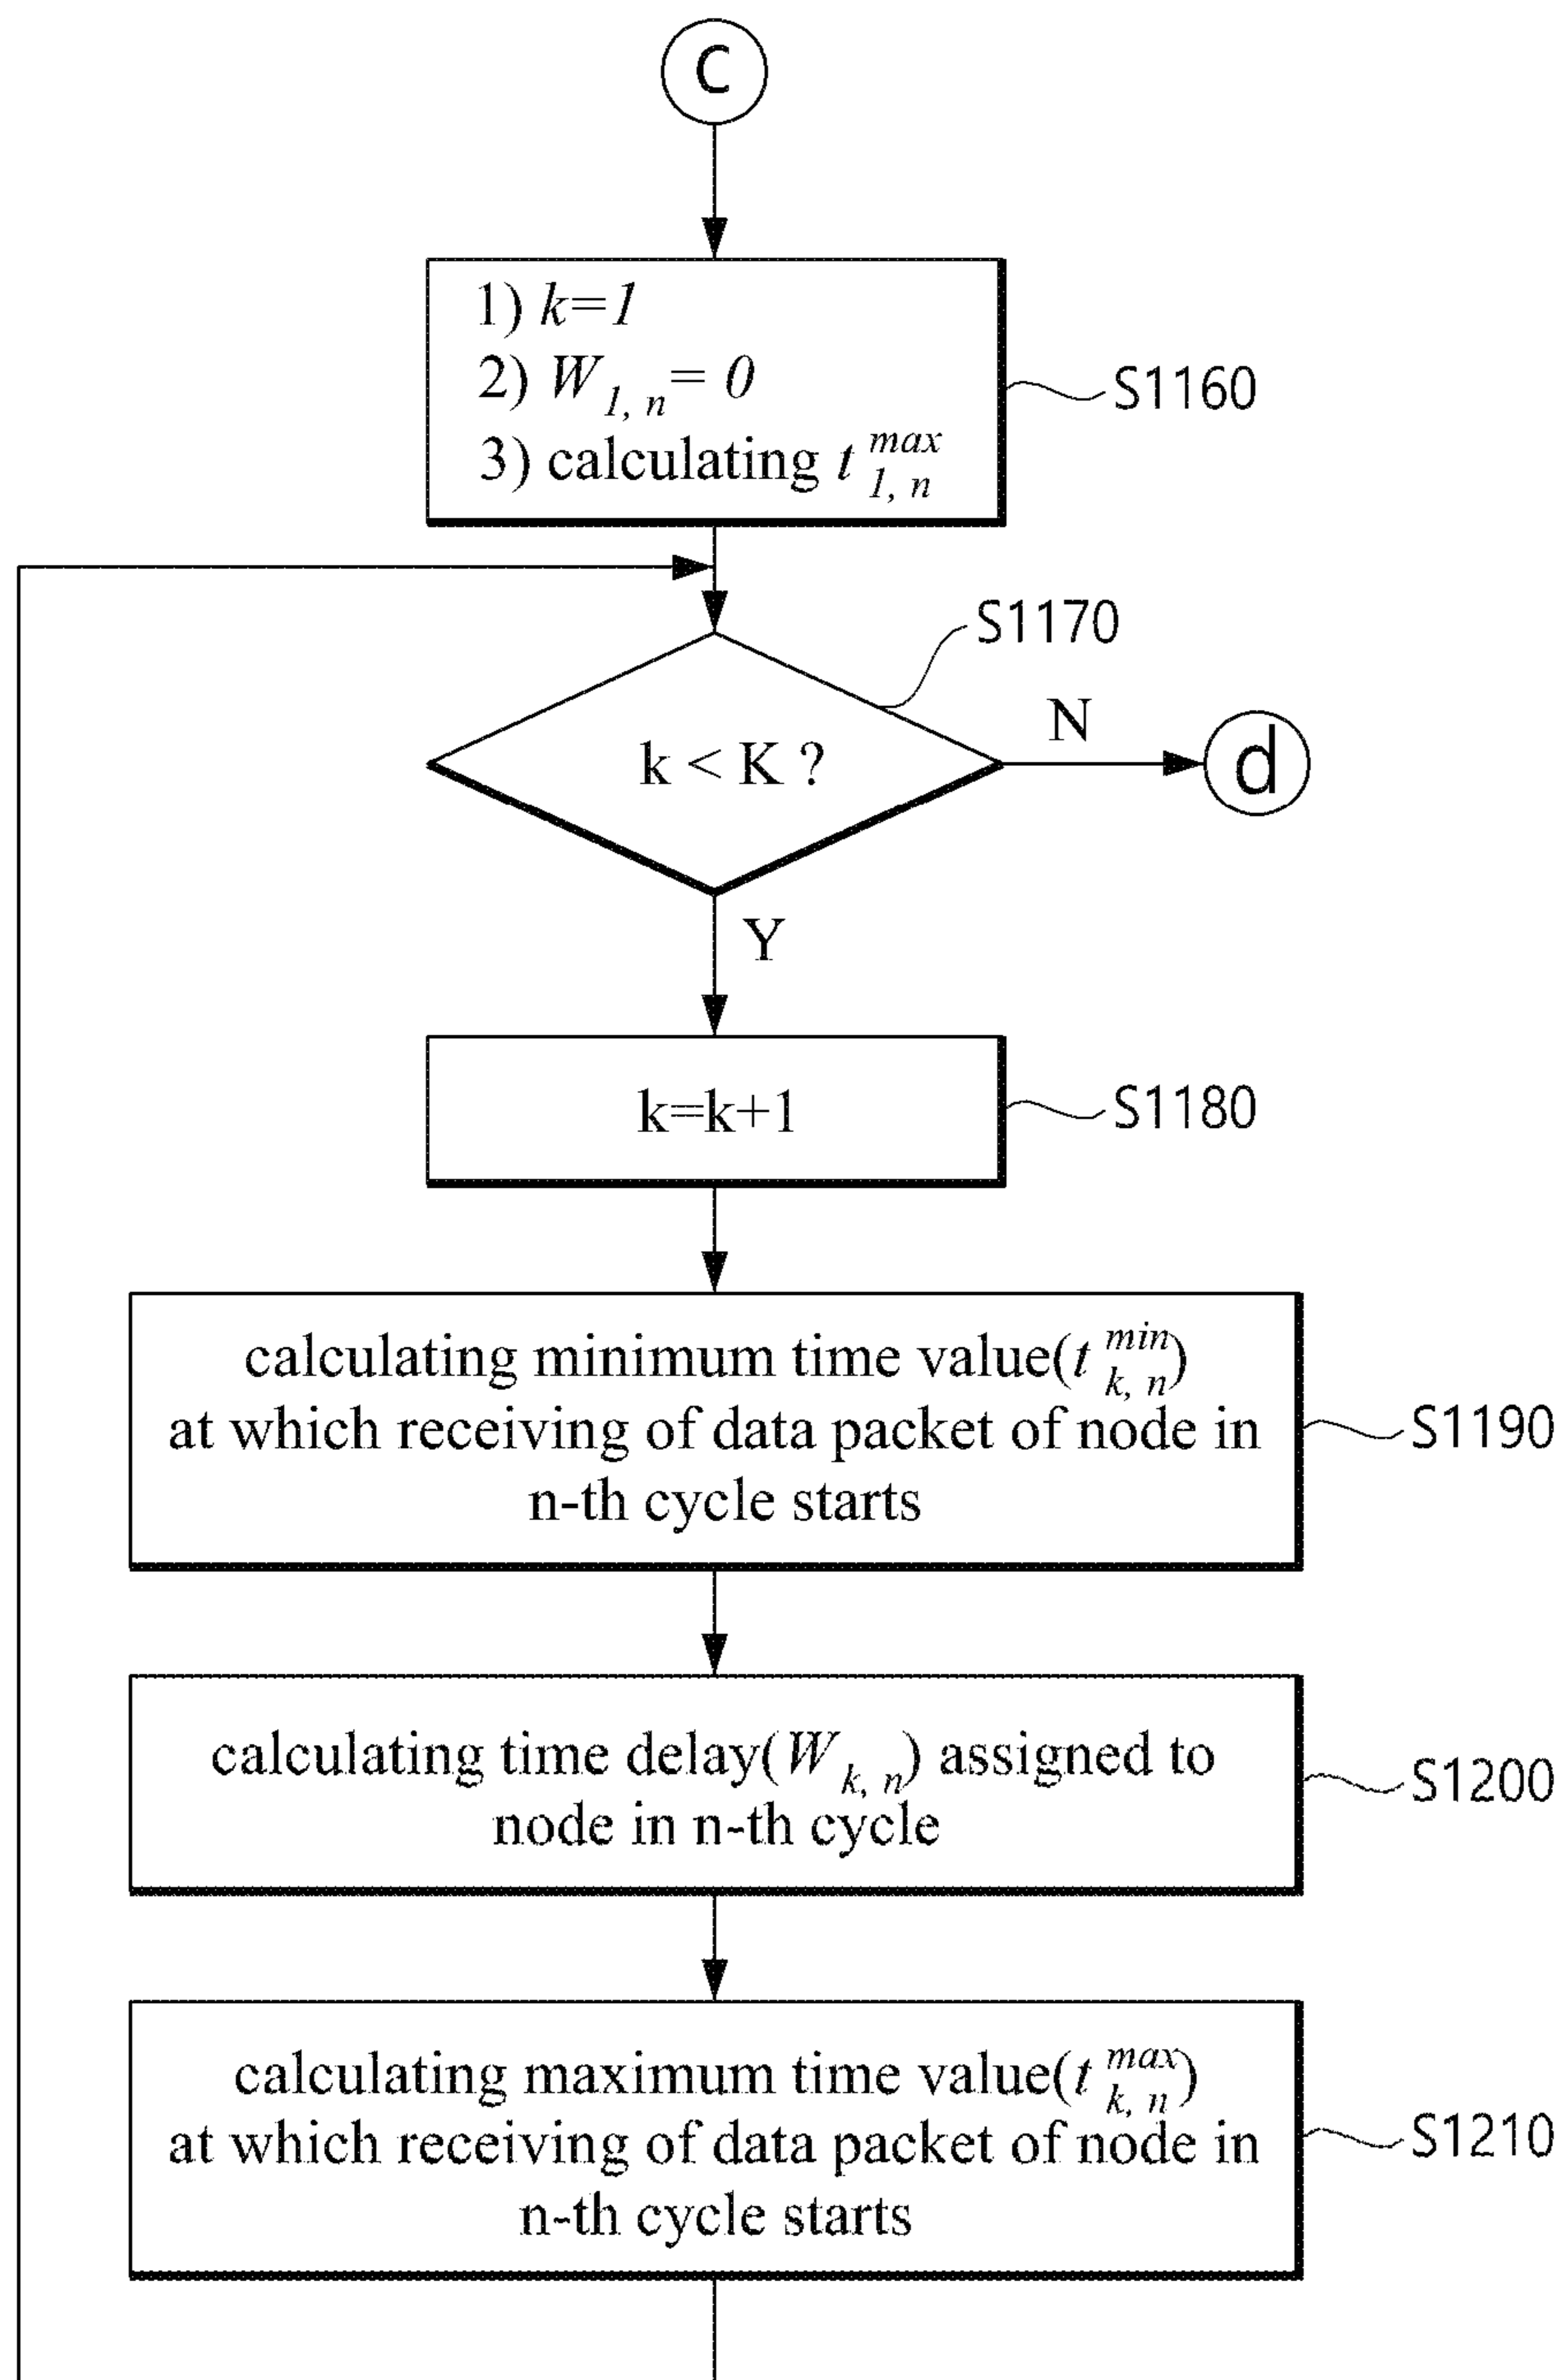 C
1) k=1
2) W 1, n = 0
3) calculating t max 1, n
S1160
S1170
k < K ?
N
d
Y
k=k+1
S1180
calculating minimum time value(t min k, n)
at which receiving of data packet of node in
n-th cycle starts
S1190
calculating time delay(W k, n) assigned to
node in n-th cycle
S1200
calculating maximum time value(t max k, n)
at which receiving of data packet of node in
n-th cycle starts
S1210